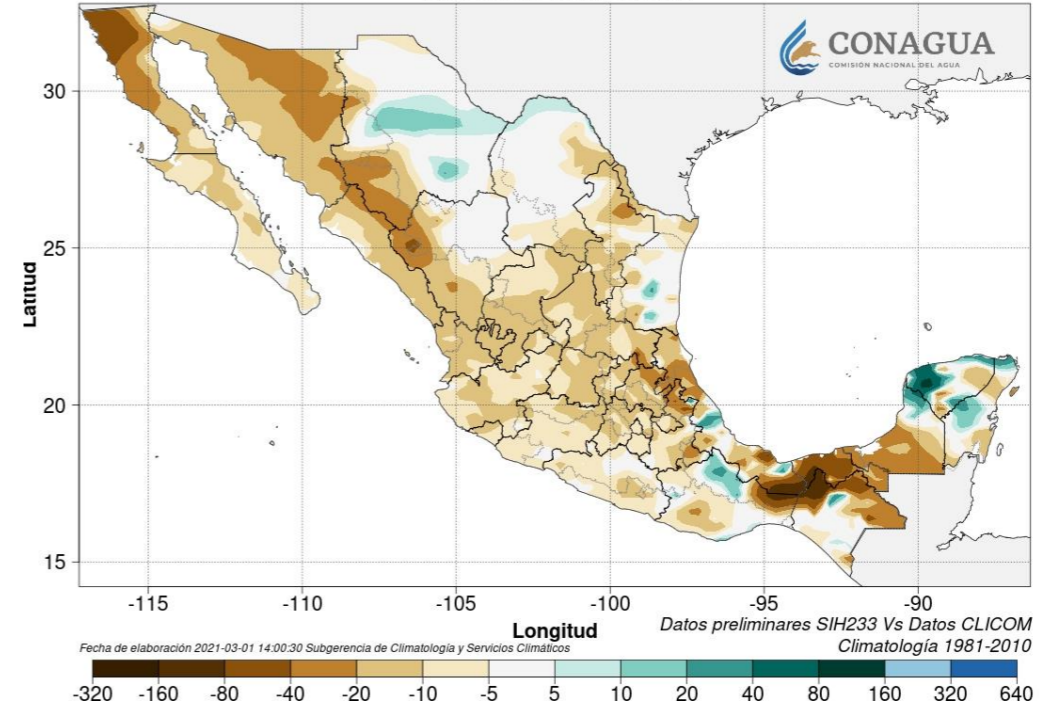 CONAGUA
COMISIÓN NACIONAL DEL AGUA
30
25
20
15
Latitud
-115 -110 -105 -100 -95 -90
Longitud
Datos preliminares SIH233 Vs Datos CLICOM
Climatología 1981-2010
Fecha de elaboración 2021-03-01 14:00:30 Subgerencia de Climatología y Servicios Climáticos
-320 -160 -80 -40 -20 -10 -5 5 10 20 40 80 160 320 640